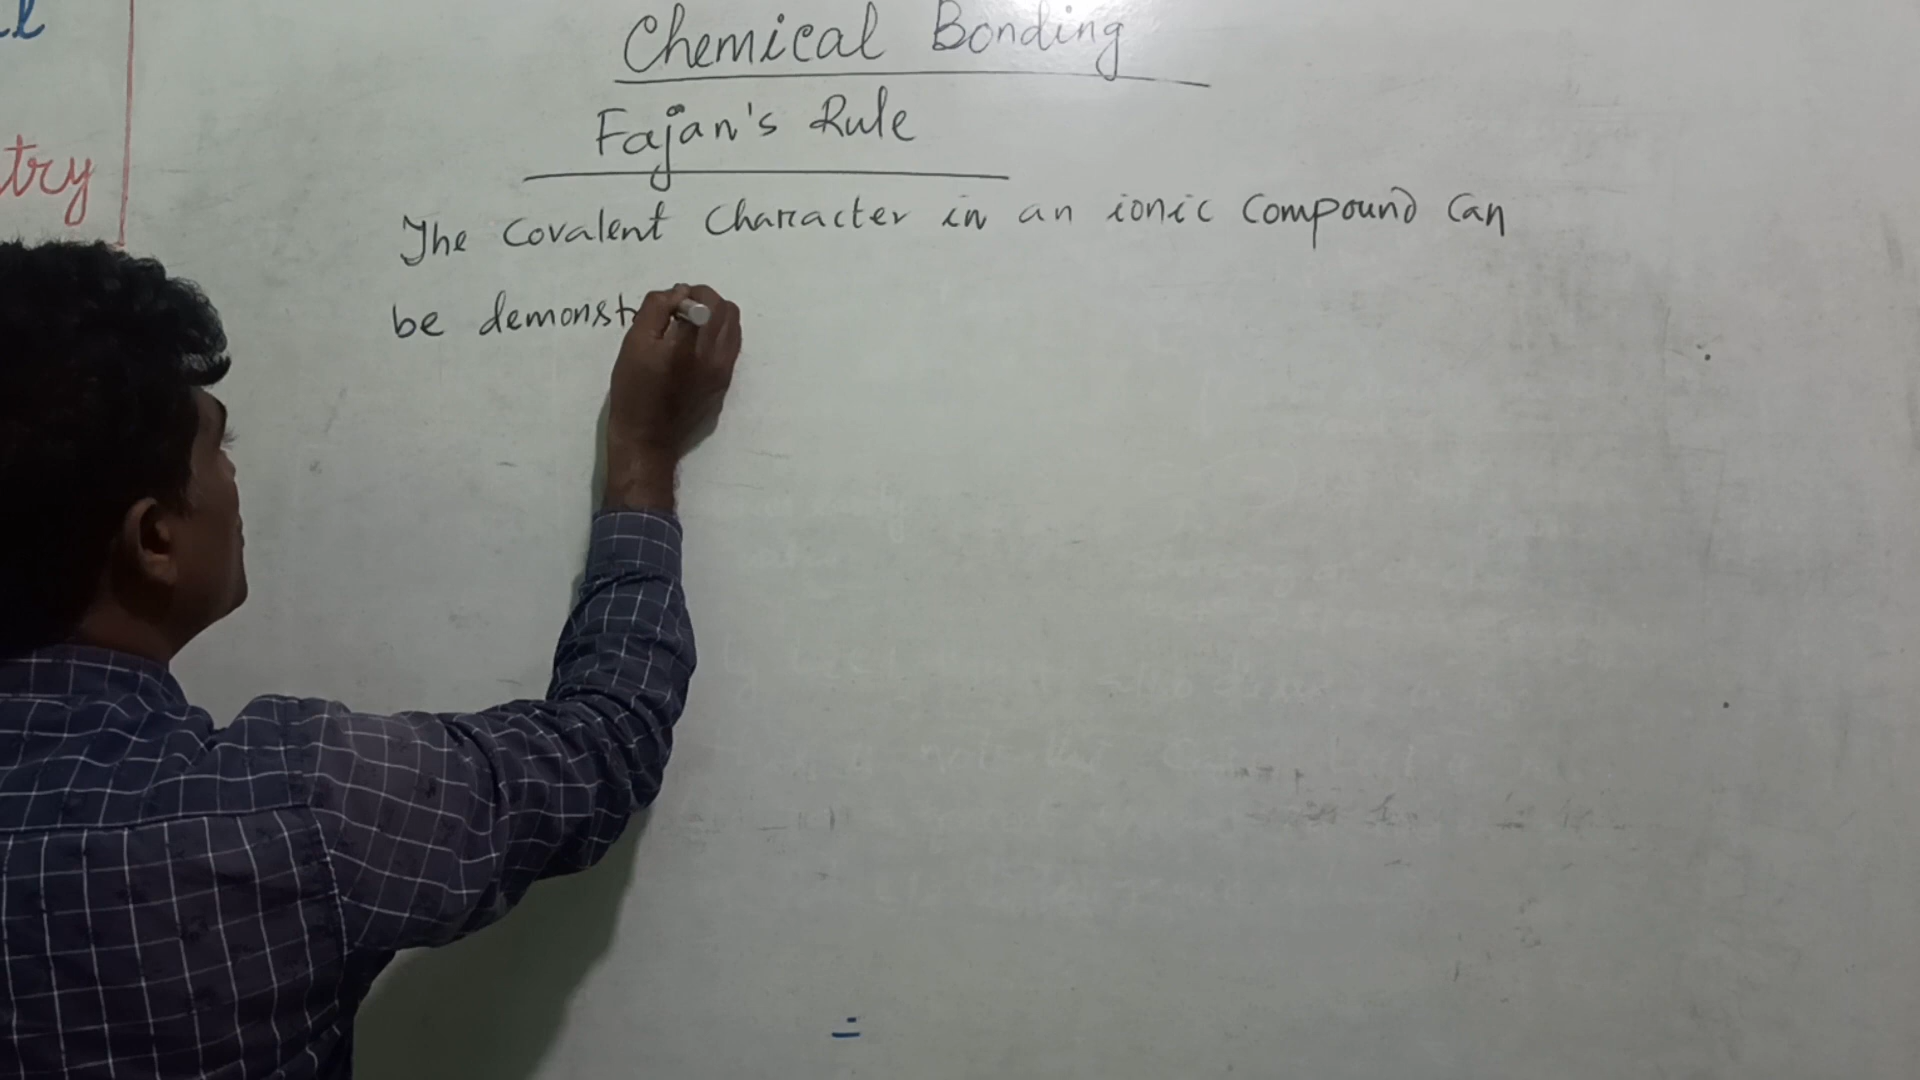 Chemical Bonding
Fajan's Rule
The Covalent Character in an ionic Compound Can
be demonst
try